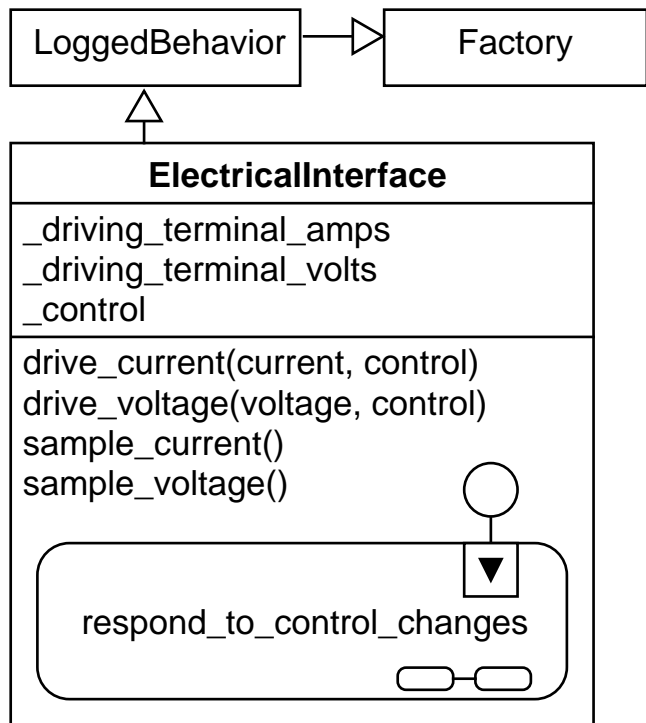 LoggedBehavior
Factory
ElectricalInterface
_driving_terminal_amps
_driving_terminal_volts
_control
drive_current(current, control)
drive_voltage(voltage, control)
sample_current()
sample_voltage()
respond_to_control_changes